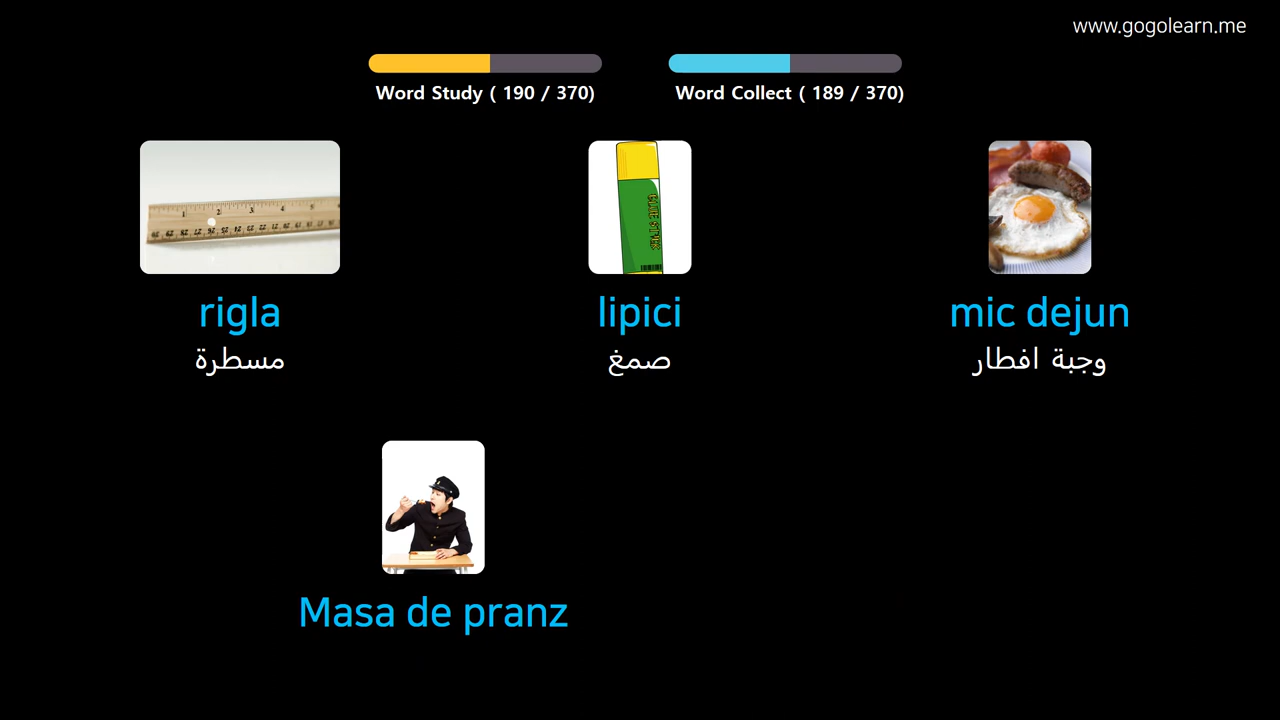 www.gogolearn.me
Word Study ( 190 / 370)
Word Collect ( 189 / 370)
rigla
lipici
mic dejun
مسطرة
صمغ
وجبة افطار
Masa de pranz